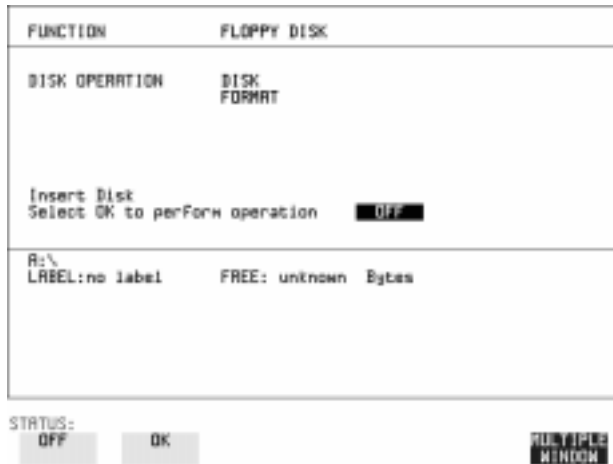 FUNCTION FLOPPY DISK
DISK OPERATION DISK
FORMAT
Insert Disk
Select OK to perform operation OFF
A:\
LABEL:no label FREE: unknown Bytes
STATUS:
OFF OK MULTIPLE
WINDOW